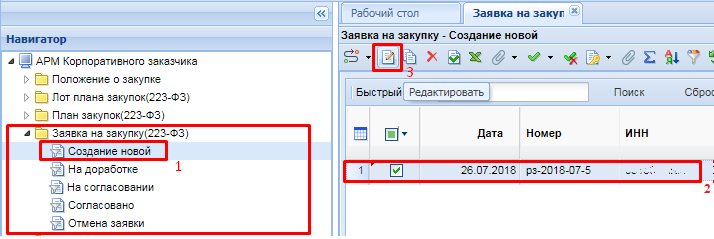 Рабочий стол
Заявка на закуп
Навигатор
Заявка на закупку - Создание новой
АРМ Корпоративного заказчика
Положение о закупке
Лот плана закупок(223-ФЗ)
План закупок(223-ФЗ)
Заявка на закупку(223-ФЗ)
Создание новой
1
На доработке
На согласовании
Согласовано
Отмена заявки
3
Быстрый
Редактировать
Поиск
Сброс
Дата
Номер
ИНН
1
26.07.2018
ps-2018-07-5
2